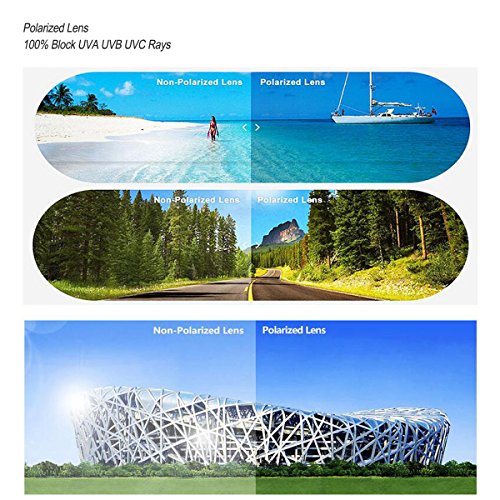 Polarized Lens
100% Block UVA UVB UVC Rays
Non-Polarized Lens Polarized Lens
Non-Polarized Lens Polarized Lens
Non-Polarized Lens Polarized Lens